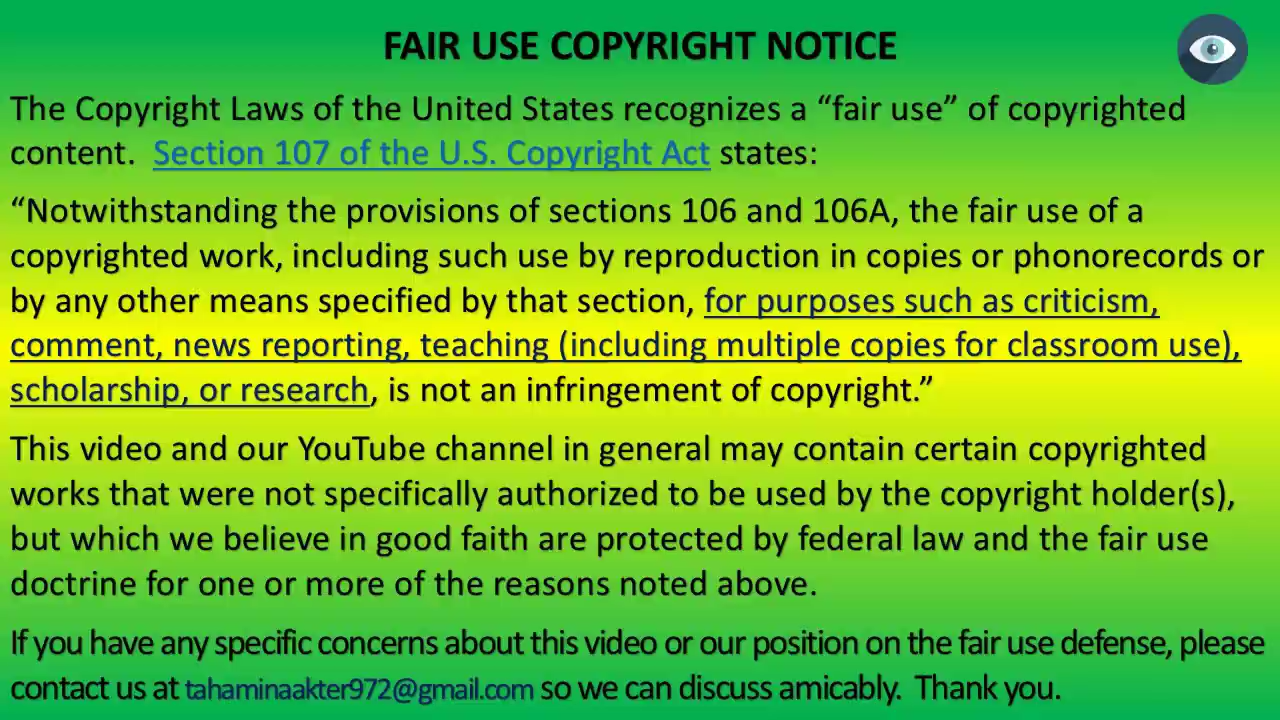 FAIR USE COPYRIGHT NOTICE
The Copyright Laws of the United States recognizes a “fair use” of copyrighted
content.  Section 107 of the U.S. Copyright Act states:
“Notwithstanding the provisions of sections 106 and 106A, the fair use of a
copyrighted work, including such use by reproduction in copies or phonorecords or
by any other means specified by that section, for purposes such as criticism,
comment, news reporting, teaching (including multiple copies for classroom use),
scholarship, or research, is not an infringement of copyright.”
This video and our YouTube channel in general may contain certain copyrighted
works that were not specifically authorized to be used by the copyright holder(s),
but which we believe in good faith are protected by federal law and the fair use
doctrine for one or more of the reasons noted above.
If you have any specific concerns about this video or our position on the fair use defense, please
contact us at tahaminaakter972@gmail.com so we can discuss amicably.  Thank you.